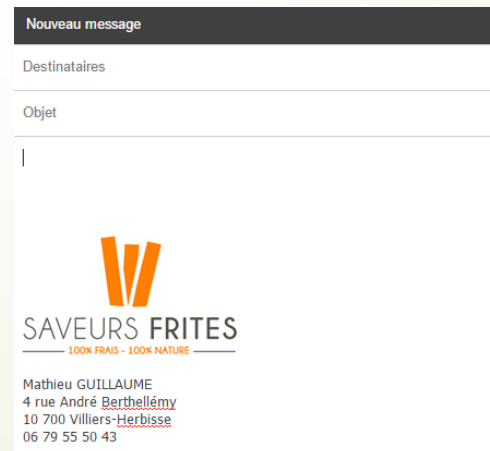 Nouveau message
Destinataires
Objet
SAVEURS FRITES
100% FRAIS - 100% NATURE
Mathieu GUILLAUME
4 rue André Berthellémy
10 700 Villiers-Herbisse
06 79 55 50 43